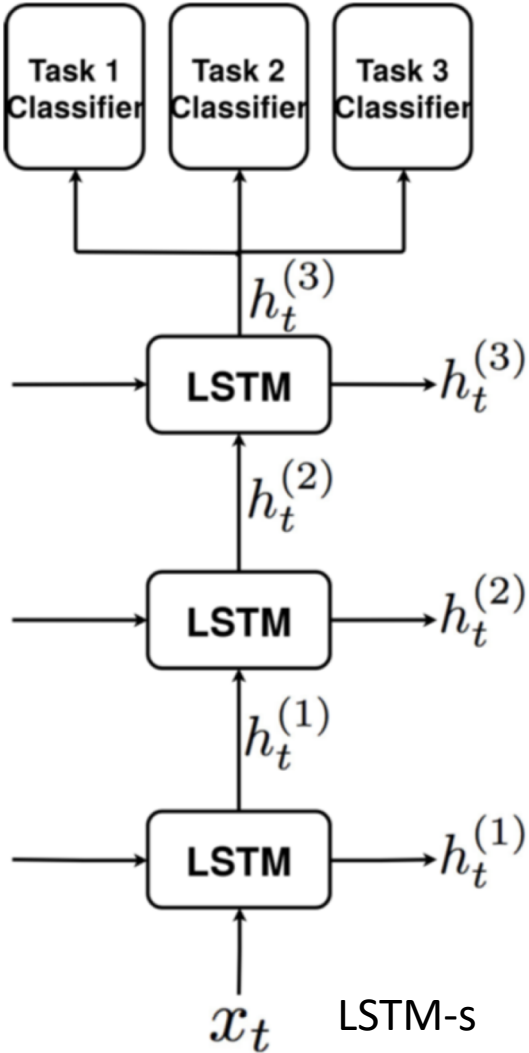 Task 1
Classifier
Task 2
Classifier
Task 3
Classifier
h_t^{(3)}
LSTM
h_t^{(3)}
h_t^{(2)}
LSTM
h_t^{(2)}
h_t^{(1)}
LSTM
h_t^{(1)}
x_t
LSTM-s